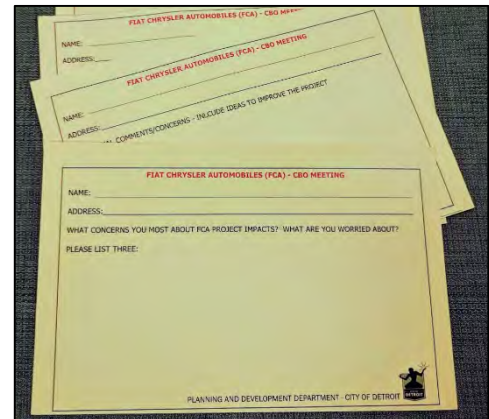 FIAT CHRYSLER AUTOMOBILES (FCA) - CBO MEETING
NAME:
ADDRESS:
FIAT CHRYSLER AUTOMOBILES (FCA) - CBO MEETING
NAME:
ADDRESS:
COMMENTS/CONCERNS - INLCUDE IDEAS TO IMPROVE THE PROJECT
FIAT CHRYSLER AUTOMOBILES (FCA) - CBO MEETING
NAME:
ADDRESS:
WHAT CONCERNS YOU MOST ABOUT FCA PROJECT IMPACTS? WHAT ARE YOU WORRIED ABOUT?
PLEASE LIST THREE:
PLANNING AND DEVELOPMENT DEPARTMENT - CITY OF DETROIT
DETROIT